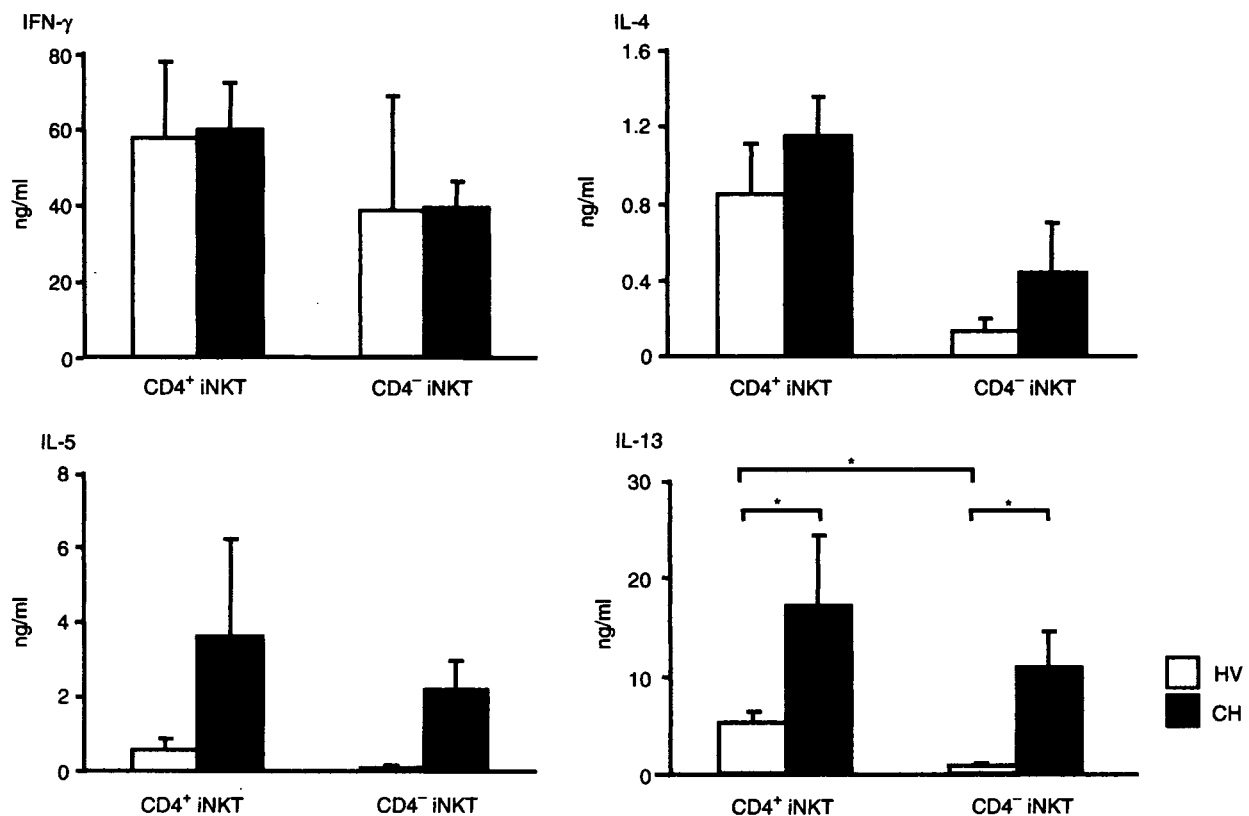 IFN-γ
80
60
40
20
0
ng/ml
CD4⁺ iNKT
CD4⁻ iNKT
IL-4
1.6
1.2
0.8
0.4
0
ng/ml
CD4⁺ iNKT
CD4⁻ iNKT
IL-5
8
6
4
2
0
ng/ml
CD4⁺ iNKT
CD4⁻ iNKT
IL-13
30
20
10
0
ng/ml
*
*
*
CD4⁺ iNKT
CD4⁻ iNKT
HV
CH